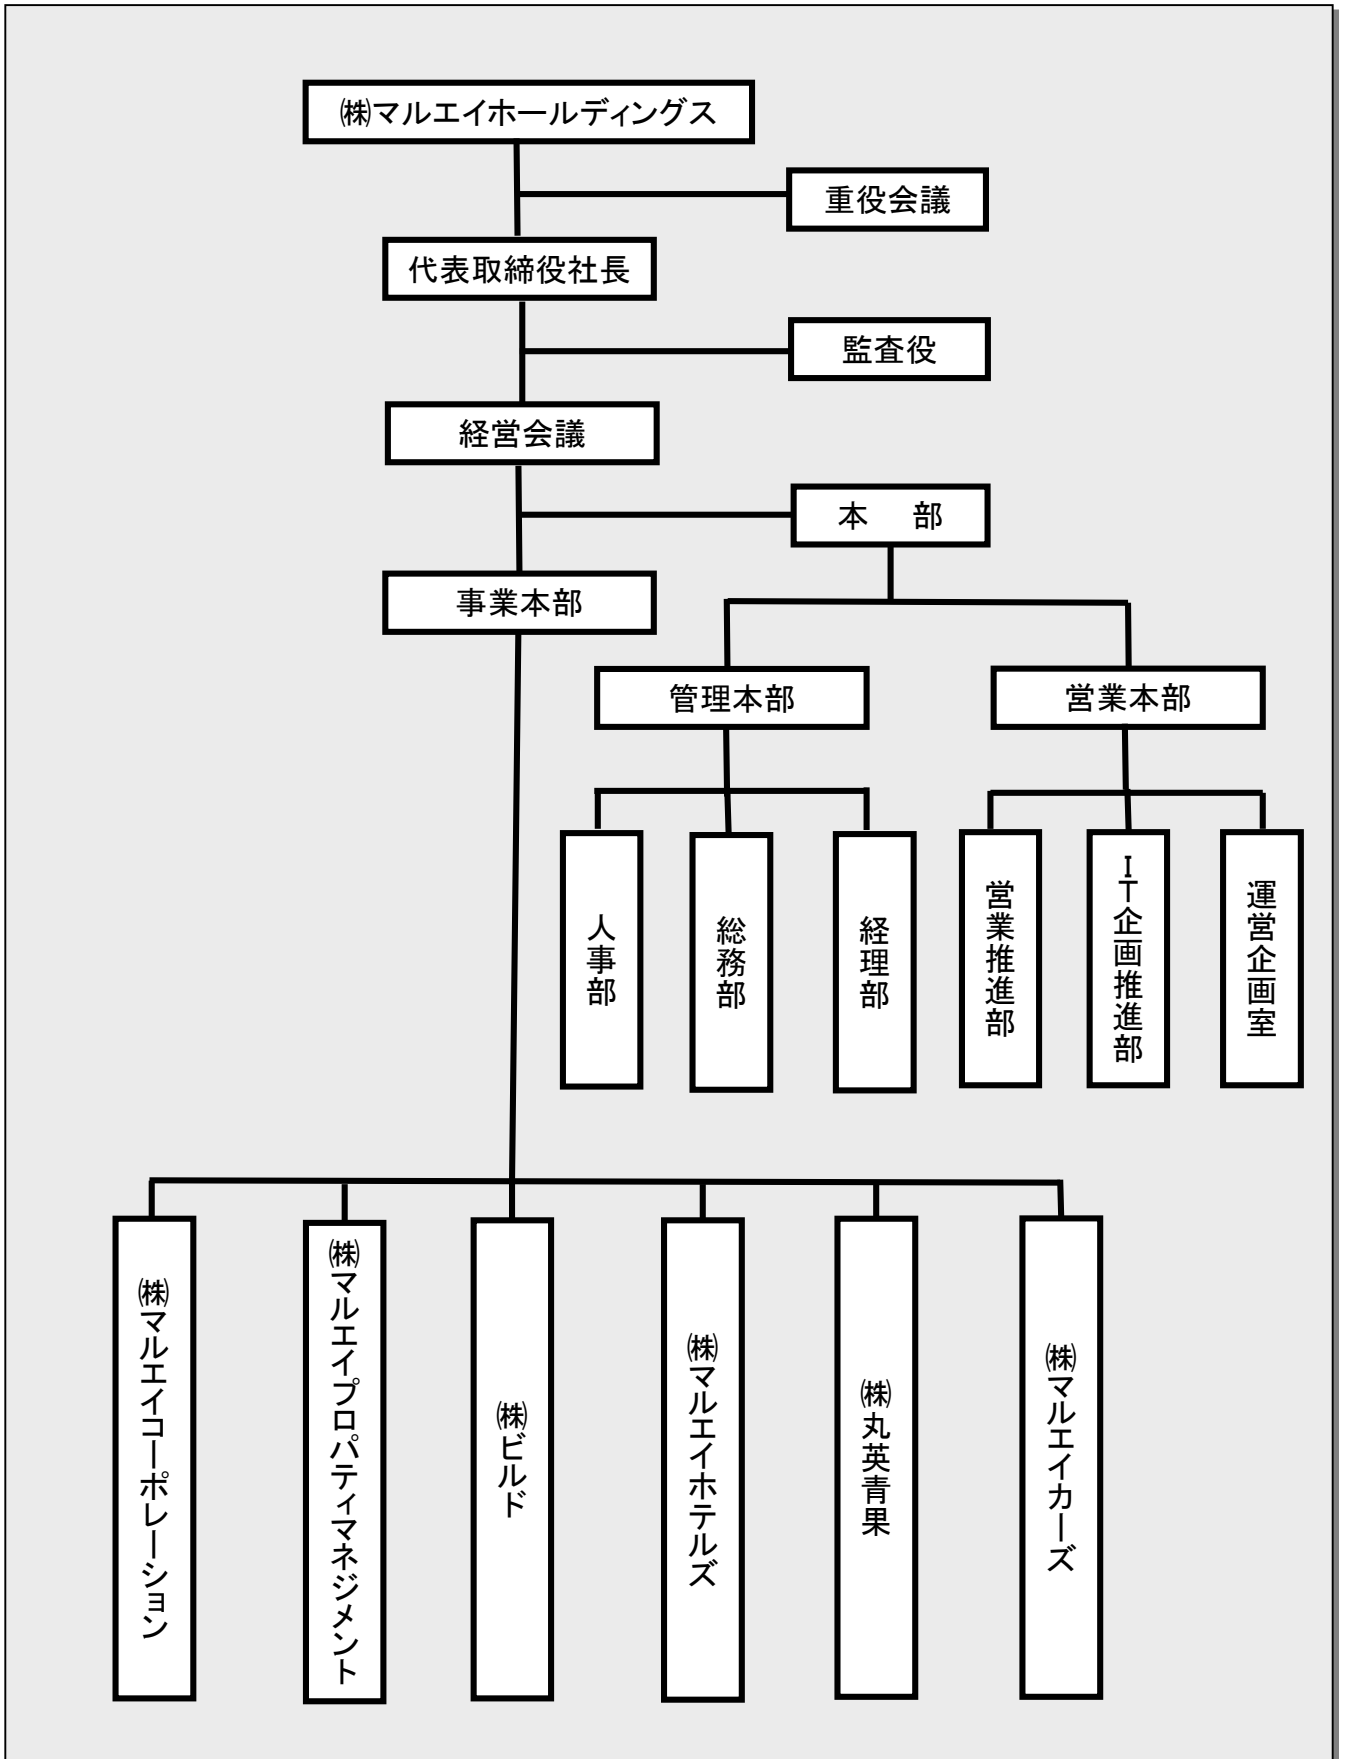 ㈱マルエイホールディングス
重役会議
代表取締役社長
監査役
経営会議
本　部
事業本部
管理本部
営業本部
人事部
総務部
経理部
営業推進部
IT企画推進部
運営企画室
㈱マルエイコーポレーション
㈱マルエイプロパティマネジメント
㈱ビルド
㈱マルエイホテルズ
㈱丸英青果
㈱マルエイカーズ